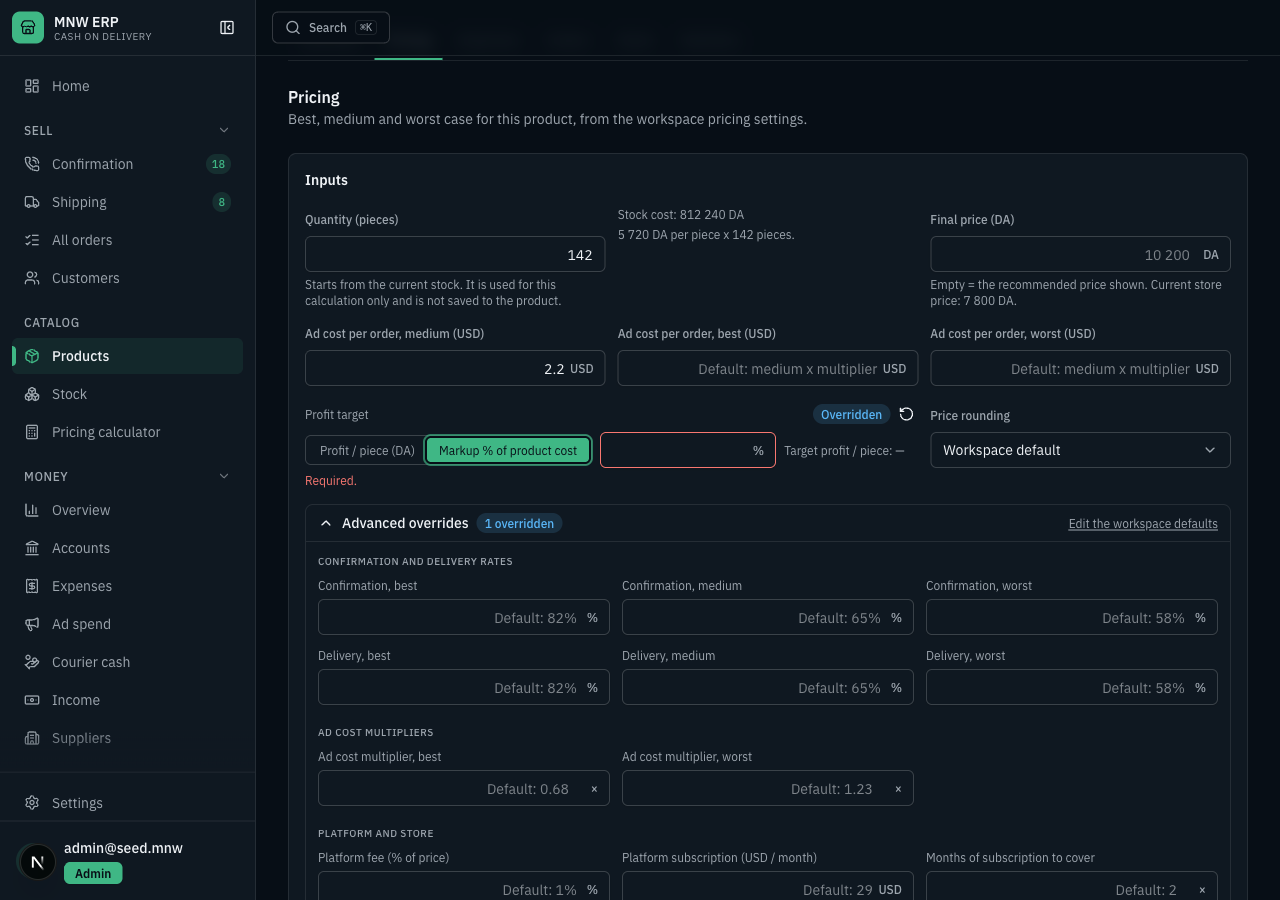 MNW ERP
CASH ON DELIVERY
Search ⌘K
Home
SELL
Confirmation 18
Shipping 8
All orders
Customers
CATALOG
Products
Stock
Pricing calculator
MONEY
Overview
Accounts
Expenses
Ad spend
Courier cash
Income
Suppliers
Settings
N
admin@seed.mnw
Admin
Pricing
Best, medium and worst case for this product, from the workspace pricing settings.
Inputs
Quantity (pieces)
142
Starts from the current stock. It is used for this
calculation only and is not saved to the product.
Stock cost: 812 240 DA
5 720 DA per piece x 142 pieces.
Final price (DA)
10 200 DA
Empty = the recommended price shown. Current store
price: 7 800 DA.
Ad cost per order, medium (USD)
2.2 USD
Ad cost per order, best (USD)
Default: medium x multiplier USD
Ad cost per order, worst (USD)
Default: medium x multiplier USD
Profit target
Overridden
Profit / piece (DA)
Markup % of product cost
%
Target profit / piece: —
Required.
Price rounding
Workspace default
Advanced overrides 1 overridden
Edit the workspace defaults
CONFIRMATION AND DELIVERY RATES
Confirmation, best
Default: 82% %
Confirmation, medium
Default: 65% %
Confirmation, worst
Default: 58% %
Delivery, best
Default: 82% %
Delivery, medium
Default: 65% %
Delivery, worst
Default: 58% %
AD COST MULTIPLIERS
Ad cost multiplier, best
Default: 0.68 ×
Ad cost multiplier, worst
Default: 1.23 ×
PLATFORM AND STORE
Platform fee (% of price)
Default: 1% %
Platform subscription (USD / month)
Default: 29 USD
Months of subscription to cover
Default: 2 ×